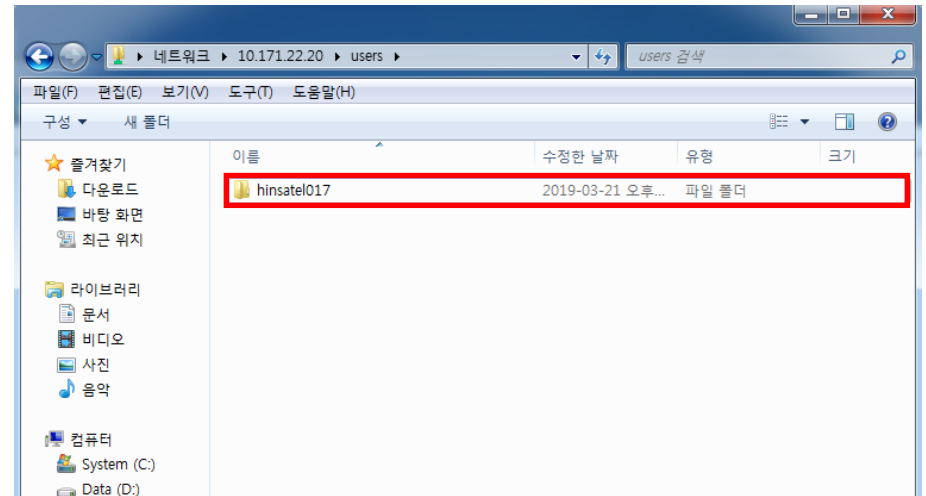 네트워크 ▸ 10.171.22.20 ▸ users ▸
users 검색
파일(F) 편집(E) 보기(V) 도구(T) 도움말(H)
구성 새 폴더
이름 수정한 날짜 유형 크기
hinsatel017 2019-03-21 오후... 파일 폴더
즐겨찾기
다운로드
바탕 화면
최근 위치
라이브러리
문서
비디오
사진
음악
컴퓨터
System (C:)
Data (D:)